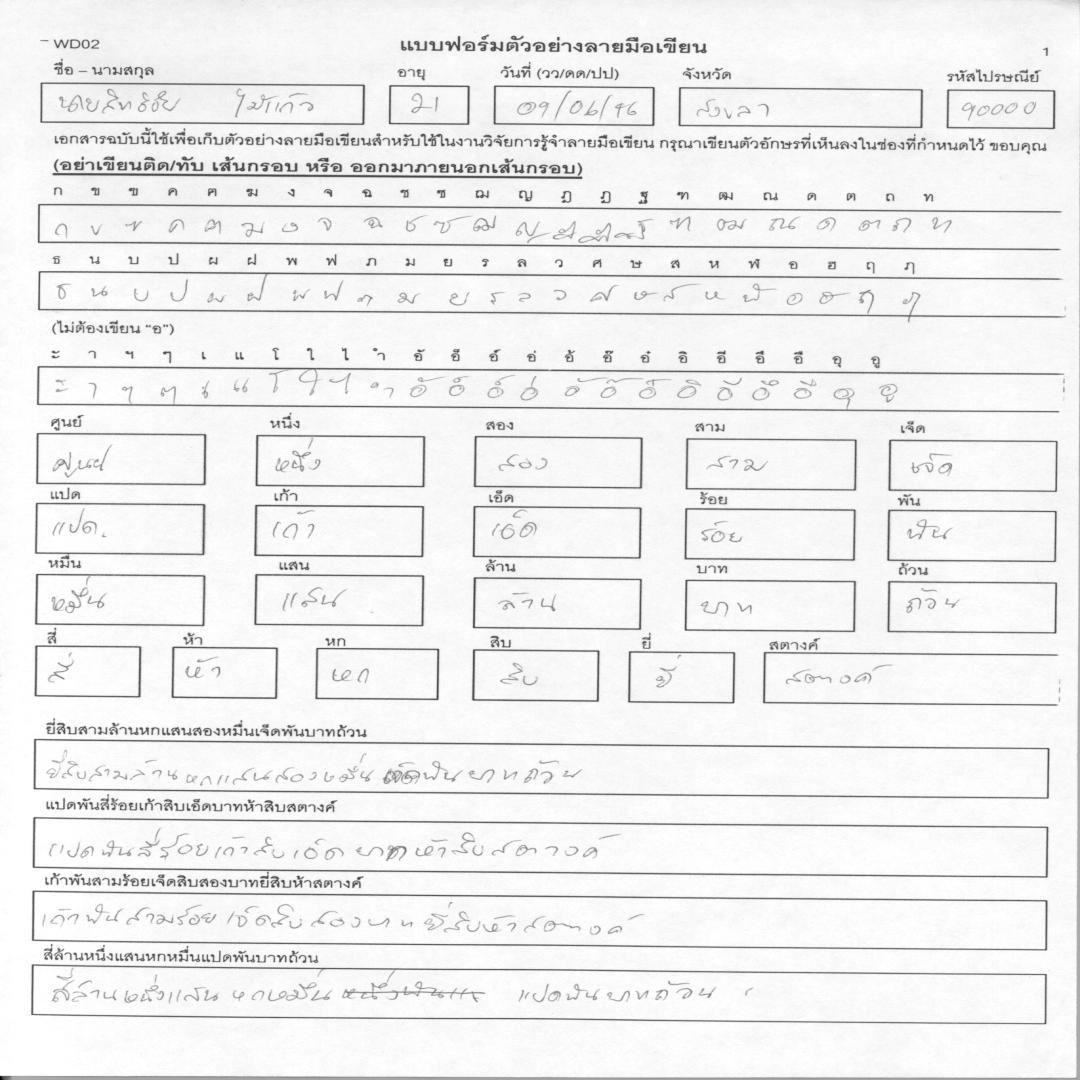 WD02 แบบฟอร์มตัวอย่างลายมือเขียน 1
ชื่อ – นามสกุล อายุ วันที่ (วว/ดด/ปป) จังหวัด รหัสไปรษณีย์
นายสิทธิชัย ไม้แก้ว 21 09/06/46 สงขลา 90000
เอกสารฉบับนี้ใช้เพื่อเก็บตัวอย่างลายมือเขียนสำหรับใช้ในงานวิจัยการรู้จำลายมือเขียน กรุณาเขียนตัวอักษรที่เห็นลงในช่องที่กำหนดไว้ ขอบคุณ
(อย่าเขียนติด/ทับ เส้นกรอบ หรือ ออกมาภายนอกเส้นกรอบ)
ก ข ฃ ค ฅ ฆ ง จ ฉ ช ซ ฌ ญ ฎ ฏ ฐ ฑ ฒ ณ ด ต ถ ท
ก ข ฃ ค ฅ ฆ ง จ ฉ ช ซ ฌ ญ ฎ ฏ ฐ ฑ ฒ ณ ด ต ถ ท
ธ น บ ป ผ ฝ พ ฟ ภ ม ย ร ล ว ศ ษ ส ห ฬ อ ฮ ฤ ฦ
ธ น บ ป ผ ฝ พ ฟ ภ ม ย ร ล ว ศ ษ ส ห ฬ อ ฮ ฤ ฦ
(ไม่ต้องเขียน “อ”)
ะ า ฯ ๆ เ แ โ ใ ไ ำ อั อ็ อ์ อ่ อ้ อ๊ อ๋ อิ อี อึ อื อุ อู
ะ า ฯ ๆ เ แ โ ใ ไ ำ อั อ็ อ์ อ่ อ้ อ๊ อ๋ อิ อี อึ อื อุ อู
ศูนย์ หนึ่ง สอง สาม เจ็ด
ศูนย์ หนึ่ง สอง สาม เจ็ด
แปด เก้า เอ็ด ร้อย พัน
แปด. เก้า เอ็ด ร้อย พัน
หมื่น แสน ล้าน บาท ถ้วน
หมื่น แสน ล้าน บาท ถ้วน
สี่ ห้า หก สิบ ยี่ สตางค์
สี่ ห้า หก สิบ ยี่ สตางค์
ยี่สิบสามล้านหกแสนสองหมื่นเจ็ดพันบาทถ้วน
ยี่สิบสามล้านหกแสนสองหมื่นเจ็ดพันบาทถ้วน
แปดพันสี่ร้อยเก้าสิบเอ็ดบาทห้าสิบสตางค์
แปดพันสี่ร้อยเก้าสิบเอ็ดบาทห้าสิบสตางค์
เก้าพันสามร้อยเจ็ดสิบสองบาทยี่สิบห้าสตางค์
เก้าพันสามร้อยเจ็ดสิบสองบาทยี่สิบห้าสตางค์
สี่ล้านหนึ่งแสนหกหมื่นแปดพันบาทถ้วน
สี่ล้านหนึ่งแสนหกหมื่น แปดพันบาทถ้วน